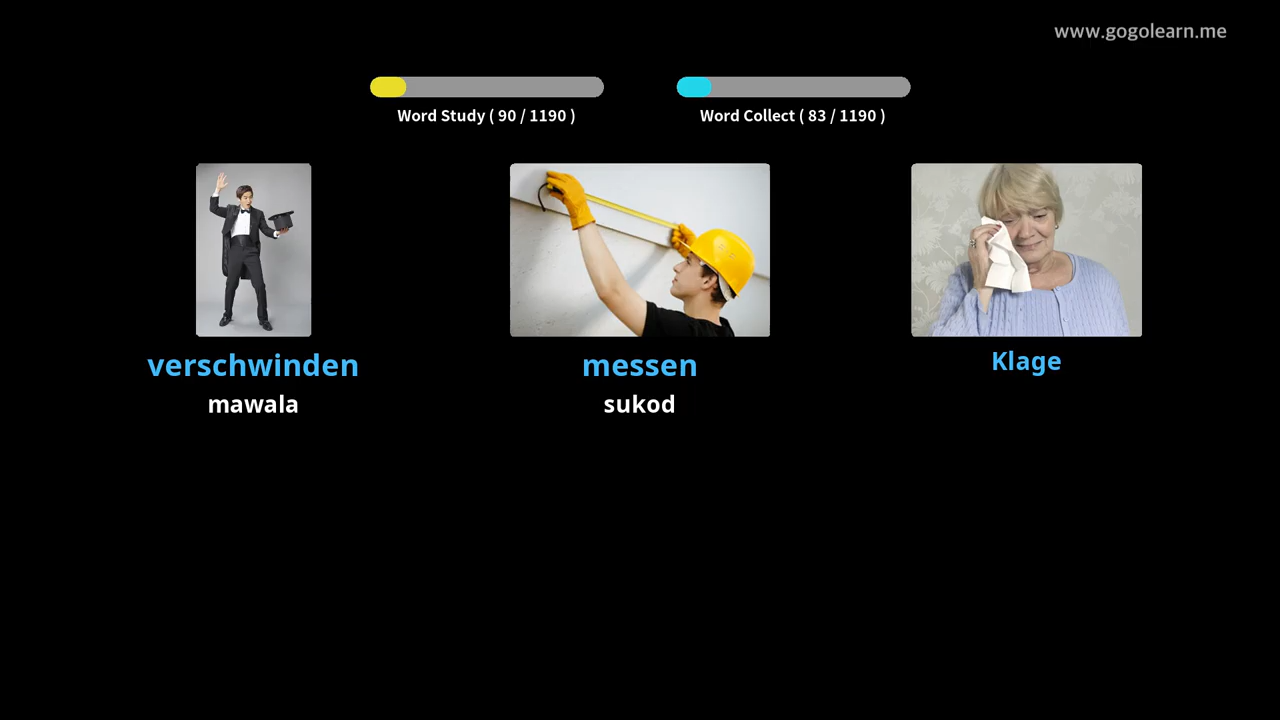 www.gogolearn.me
Word Study ( 90 / 1190 )
Word Collect ( 83 / 1190 )
verschwinden
mawala
messen
sukod
Klage